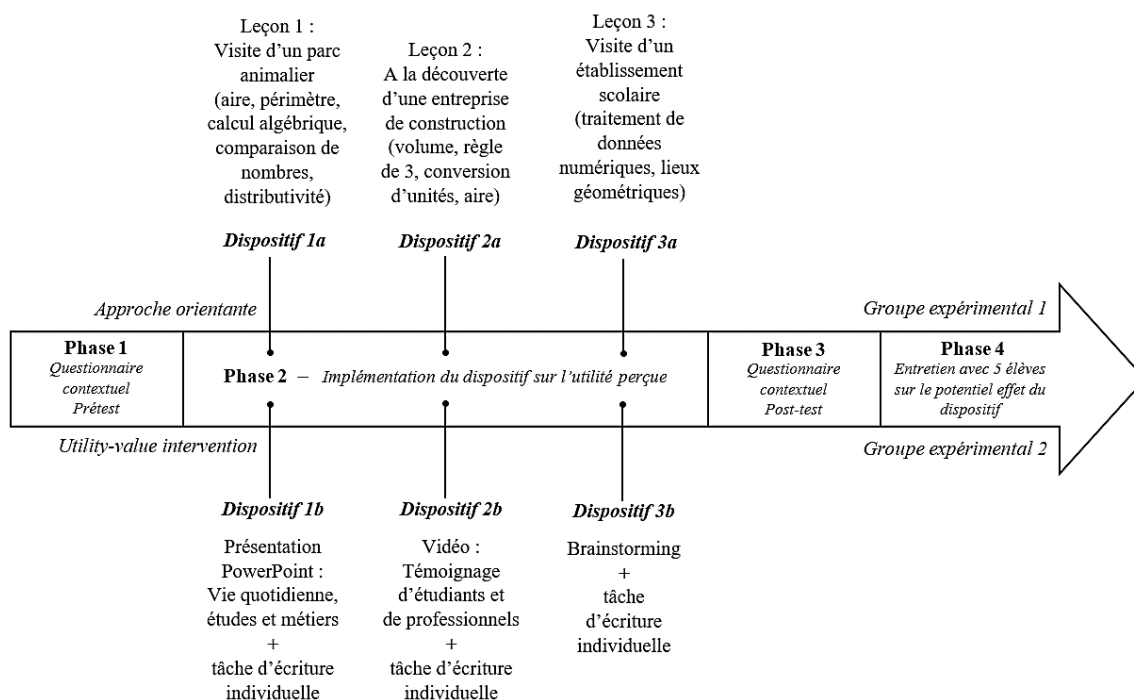 Leçon 1 :
Visite d'un parc
animalier
(aire, périmètre,
calcul algébrique,
comparaison de
nombres,
distributivité)
Dispositif 1a
Leçon 2 :
A la découverte
d'une entreprise
de construction
(volume, règle
de 3, conversion
d'unités, aire)
Dispositif 2a
Leçon 3 :
Visite d'un
établissement
scolaire
(traitement de
données
numériques, lieux
géométriques)
Dispositif 3a
Approche orientante
Groupe expérimental 1
Phase 1
Questionnaire
contextuel
Prétest
Phase 2 – Implémentation du dispositif sur l'utilité perçue
Phase 3
Questionnaire
contextuel
Post-test
Phase 4
Entretien avec 5 élèves
sur le potentiel effet du
dispositif
Utility-value intervention
Groupe expérimental 2
Dispositif 1b
Présentation
PowerPoint :
Vie quotidienne,
études et métiers
+
tâche d'écriture
individuelle
Dispositif 2b
Vidéo :
Témoignage
d'étudiants et
de professionnels
+
tâche d'écriture
individuelle
Dispositif 3b
Brainstorming
+
tâche
d'écriture
individuelle